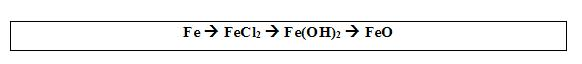 Fe → FeCl₂ → Fe(OH)₂ → FeO